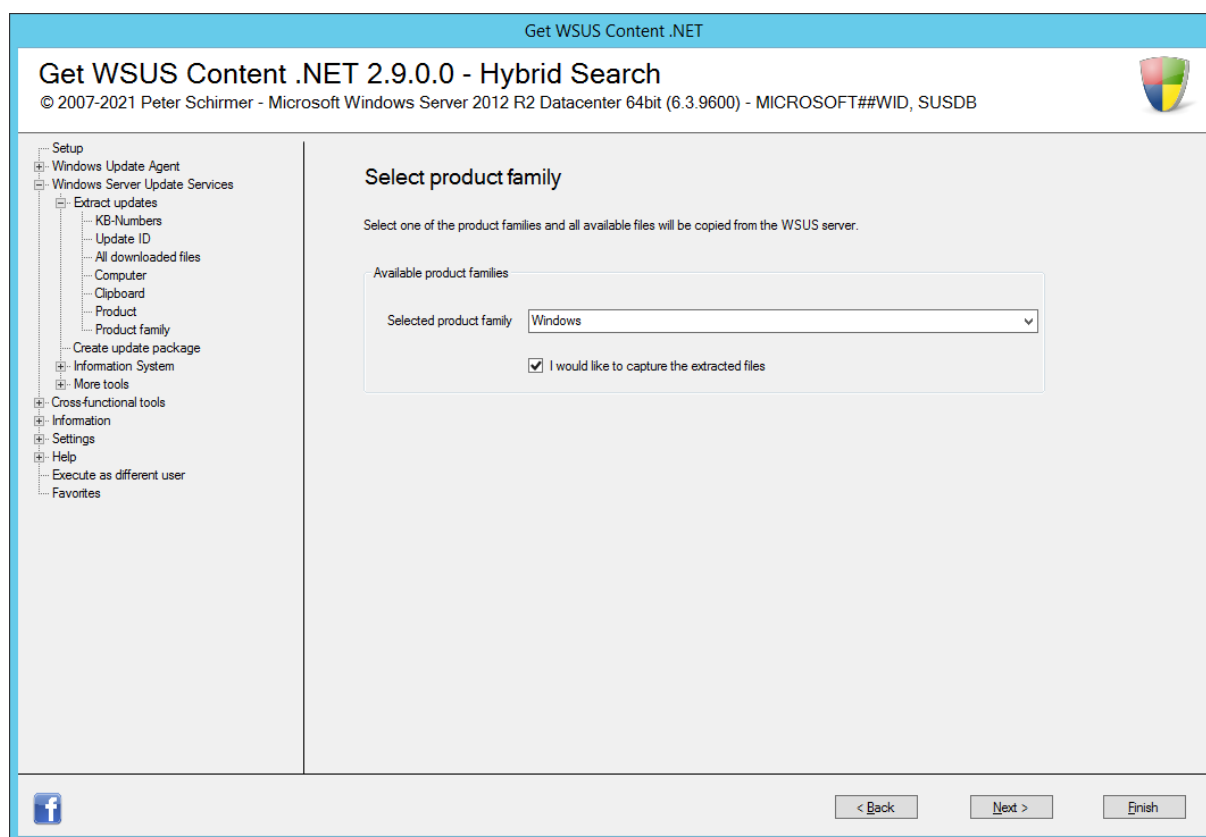 Get WSUS Content .NET
Get WSUS Content .NET 2.9.0.0 - Hybrid Search
© 2007-2021 Peter Schirmer - Microsoft Windows Server 2012 R2 Datacenter 64bit (6.3.9600) - MICROSOFT##WID, SUSDB
Setup
Windows Update Agent
Windows Server Update Services
Extract updates
KB-Numbers
Update ID
All downloaded files
Computer
Clipboard
Product
Product family
Create update package
Information System
More tools
Cross-functional tools
Information
Settings
Help
Execute as different user
Favorites
Select product family
Select one of the product families and all available files will be copied from the WSUS server.
Available product families
Selected product family Windows
I would like to capture the extracted files
f
< Back Next > Finish